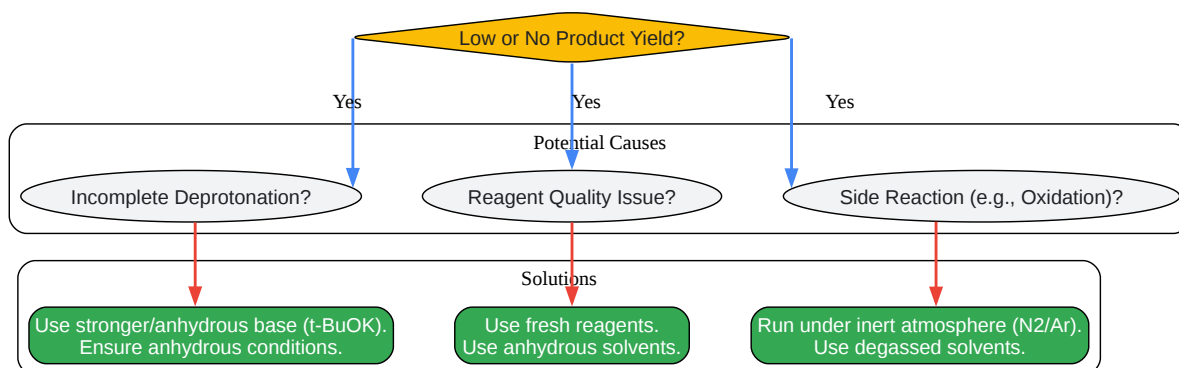 Low or No Product Yield?
Yes
Yes
Yes
Potential Causes
Incomplete Deprotonation?
Reagent Quality Issue?
Side Reaction (e.g., Oxidation)?
Solutions
Use stronger/anhydrous base (t-BuOK).
Ensure anhydrous conditions.
Use fresh reagents.
Use anhydrous solvents.
Run under inert atmosphere (N2/Ar).
Use degassed solvents.